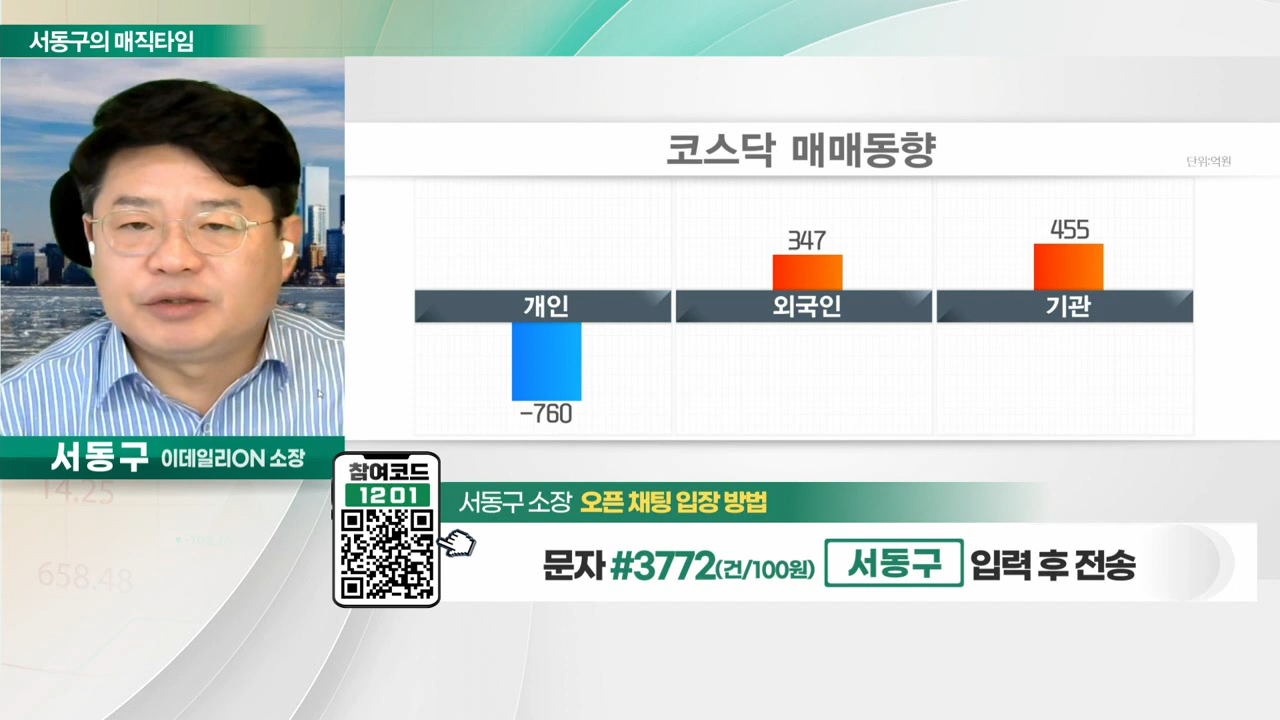 서동구의 매직타임
코스닥 매매동향
단위:억원
347
455
개인
외국인
기관
-760
서동구 이데일리ON 소장
14.25
658.48
참여코드
1201
서동구 소장 오픈 채팅 입장 방법
문자 #3772(건/100원) 서동구 입력 후 전송